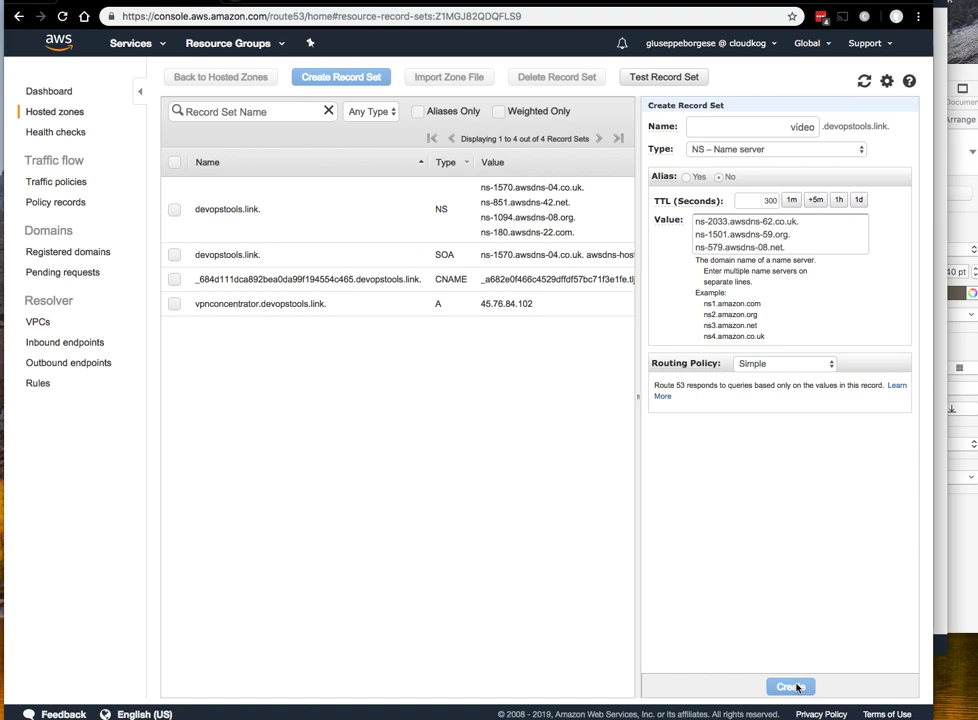 https://console.aws.amazon.com/route53/home#resource-record-sets:Z1MGJ82QDQFLS9
aws
Services
Resource Groups
giuseppeborgese @ cloudkog
Global
Support
Dashboard
Hosted zones
Health checks
Traffic flow
Traffic policies
Policy records
Domains
Registered domains
Pending requests
Resolver
VPCs
Inbound endpoints
Outbound endpoints
Rules
Back to Hosted Zones
Create Record Set
Import Zone File
Delete Record Set
Test Record Set
Record Set Name
Any Type
Aliases Only
Weighted Only
Displaying 1 to 4 out of 4 Record Sets
Name Type Value
devopstools.link. NS
ns-1570.awsdns-04.co.uk.
ns-851.awsdns-42.net.
ns-1094.awsdns-08.org.
ns-180.awsdns-22.com.
devopstools.link. SOA ns-1570.awsdns-04.co.uk. awsdns-hos
_684d111dca892bea0da99f194554c465.devopstools.link. CNAME _a682e0f466c4529dffdf57bc71f3e1fe.tl
vpnconcentrator.devopstools.link. A 45.76.84.102
Create Record Set
Name: video .devopstools.link.
Type: NS – Name server
Alias: Yes No
TTL (Seconds): 300 1m +5m 1h 1d
Value: ns-2033.awsdns-62.co.uk.
ns-1501.awsdns-59.org.
ns-579.awsdns-08.net.
The domain name of a name server.
Enter multiple name servers on
separate lines.
Example:
ns1.amazon.com
ns2.amazon.org
ns3.amazon.net
ns4.amazon.co.uk
Routing Policy: Simple
Route 53 responds to queries based only on the values in this record. Learn
More
Create
Feedback
English (US)
© 2008 - 2019, Amazon Web Services, Inc. or its affiliates. All rights reserved.
Privacy Policy
Terms of Use
Documen
Arrange
40 pt